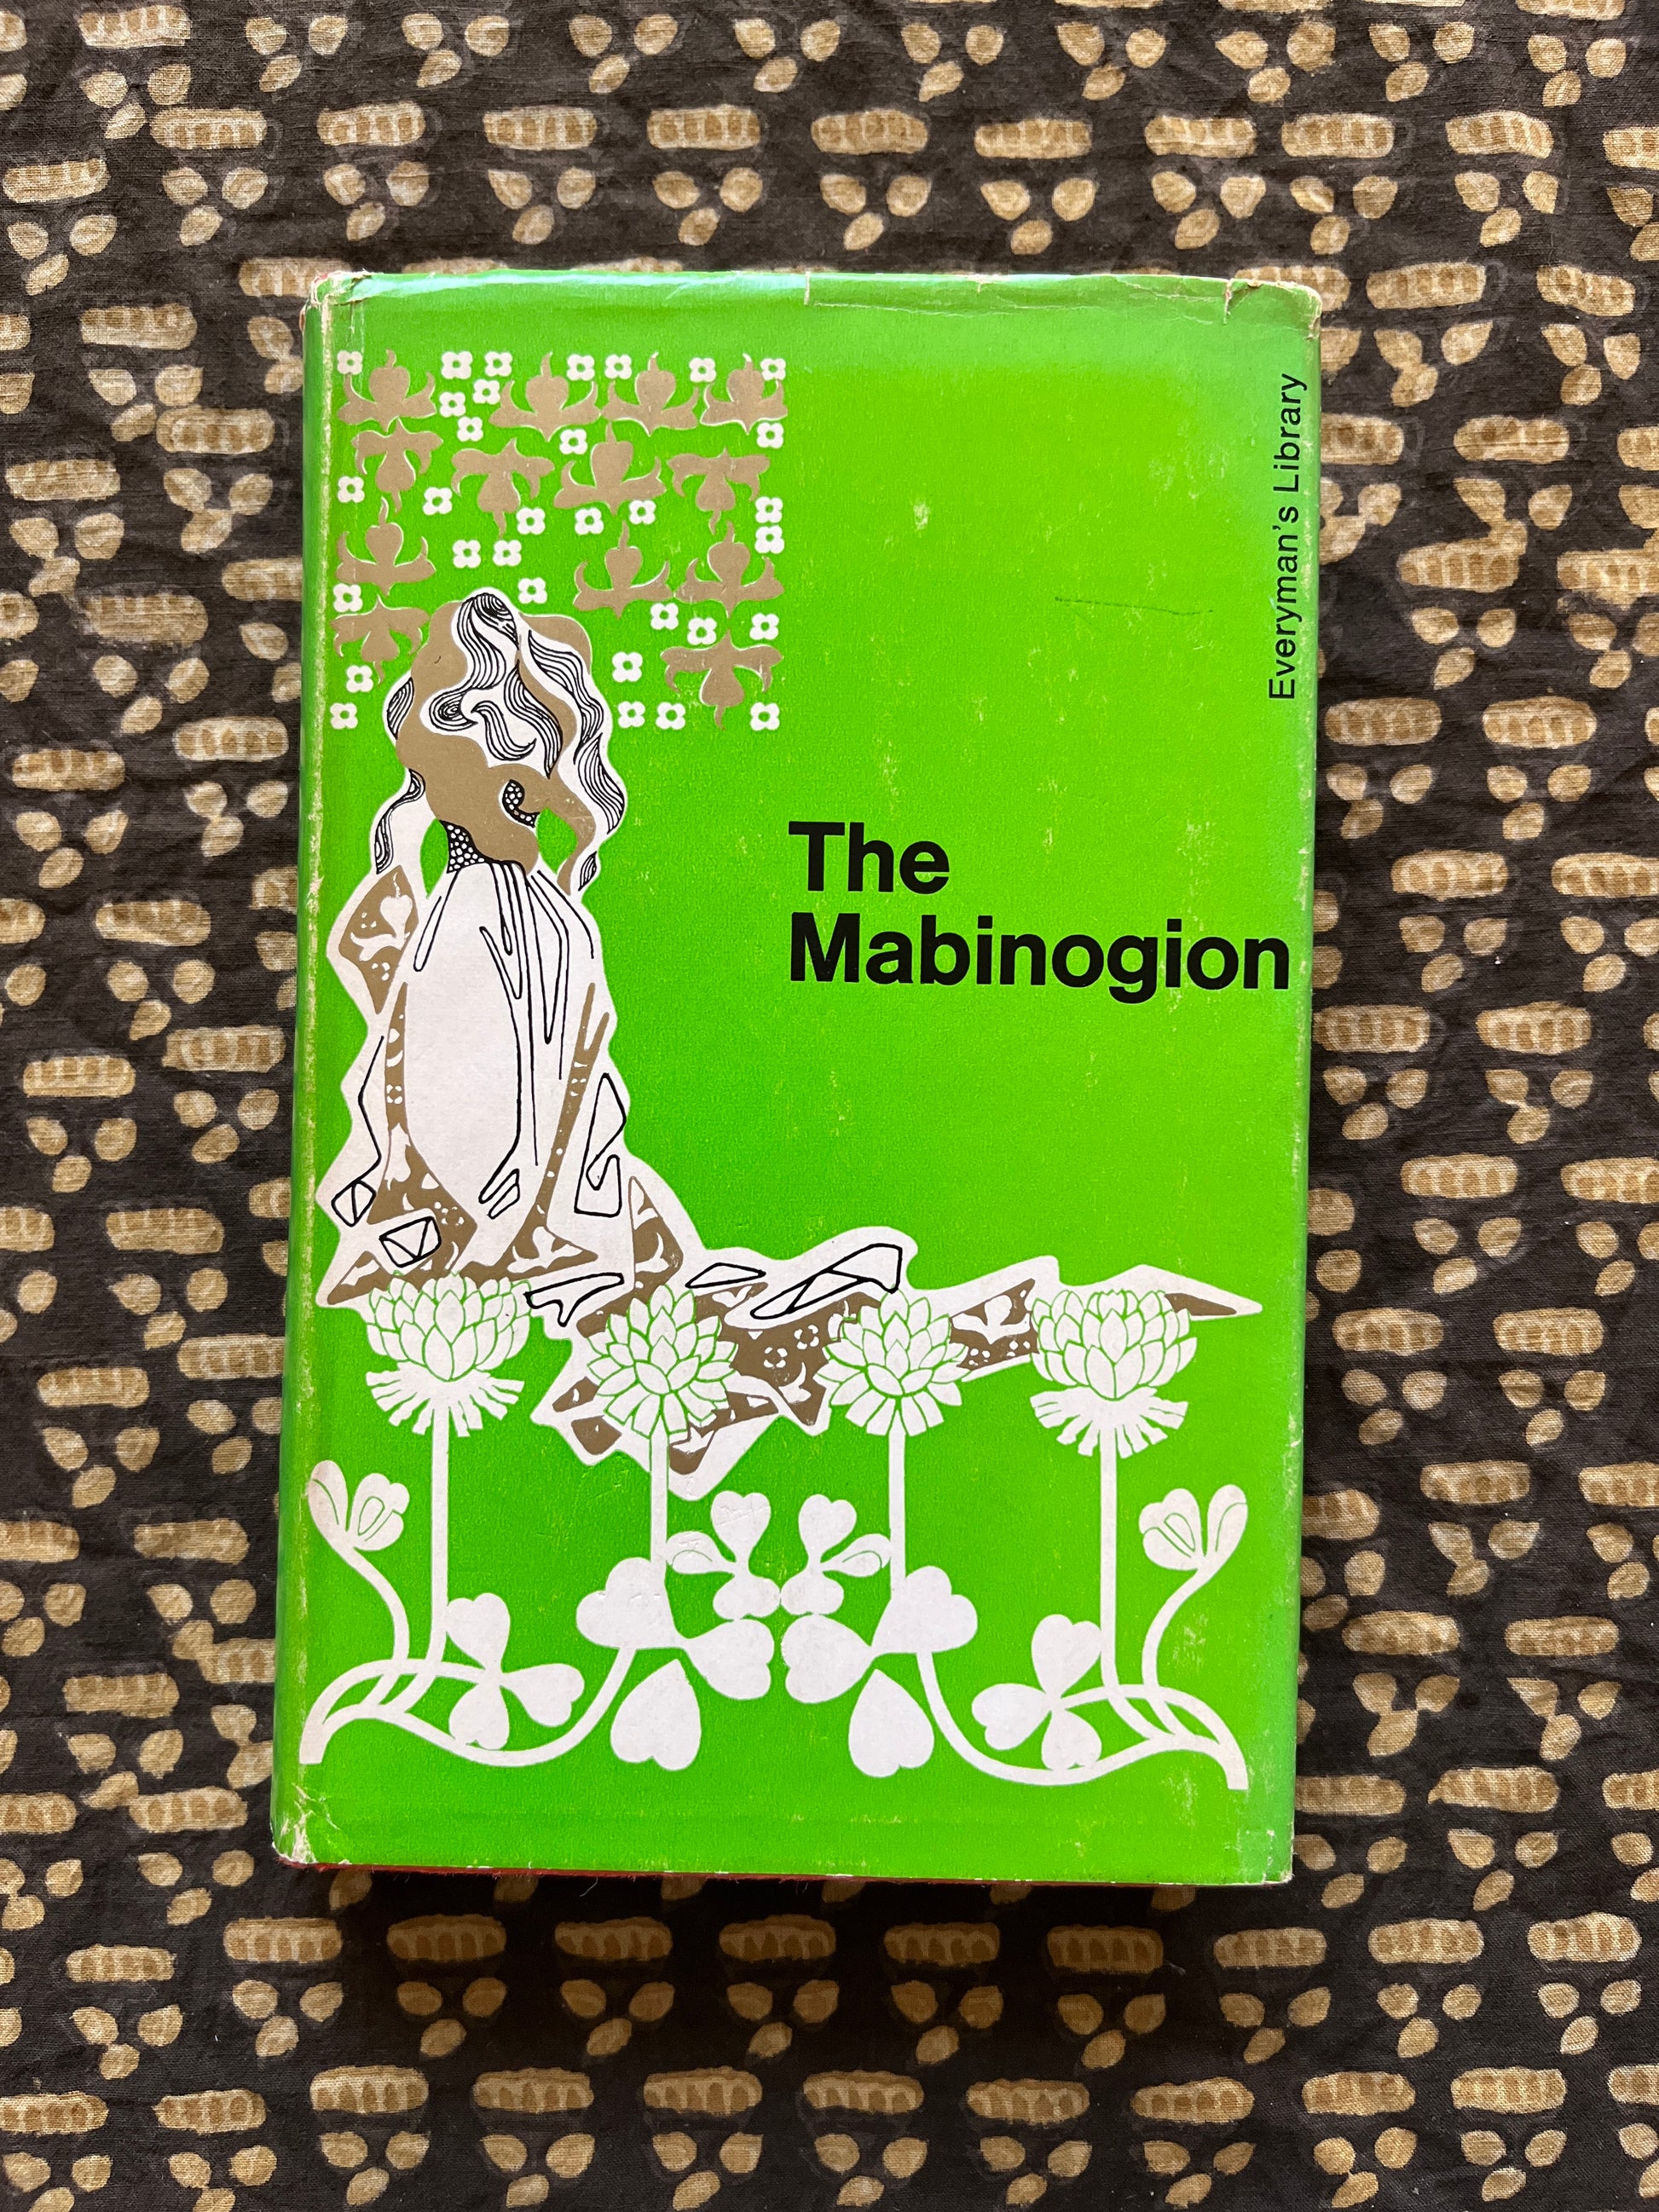 Everyman's Library
The
Mabinogion